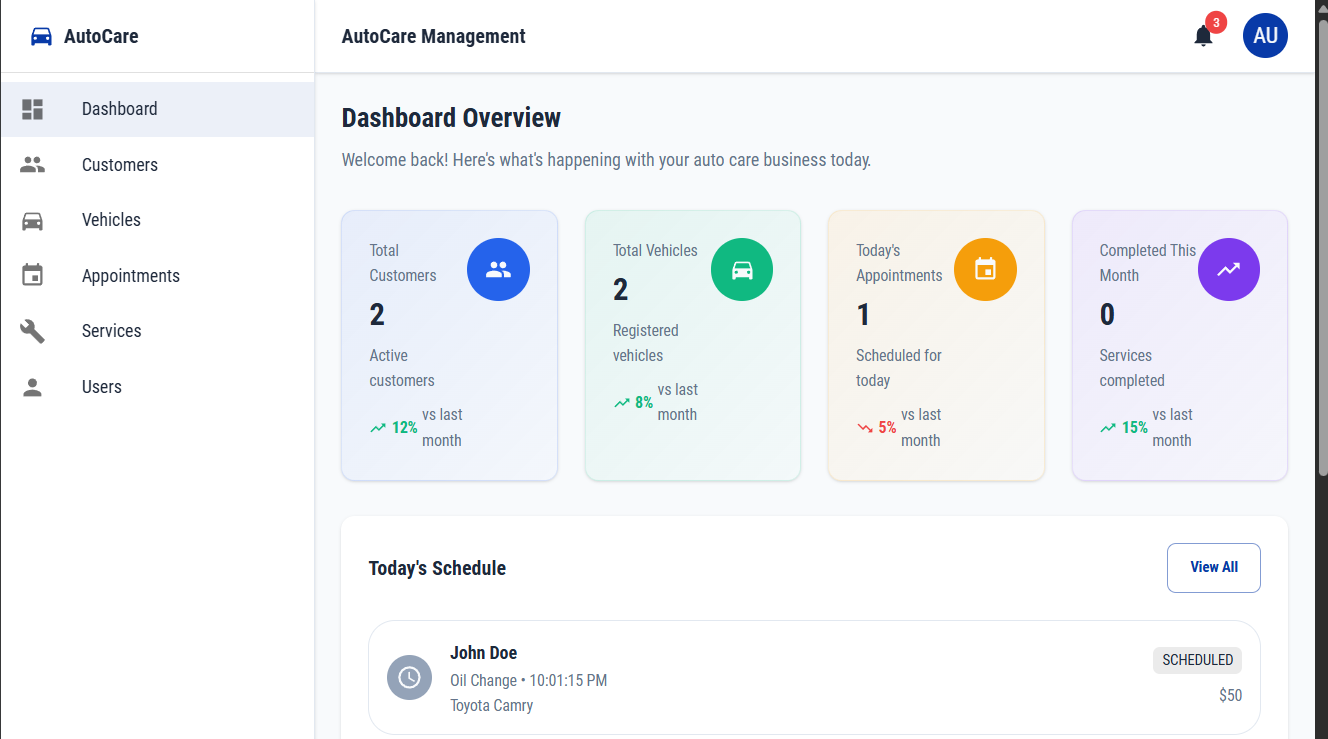 AutoCare
AutoCare Management
3
AU
Dashboard
Customers
Vehicles
Appointments
Services
Users
Dashboard Overview
Welcome back! Here's what's happening with your auto care business today.
Total
Customers
2
Active
customers
12%
vs last
month
Total Vehicles
2
Registered
vehicles
8%
vs last
month
Today's
Appointments
1
Scheduled for
today
5%
vs last
month
Completed This
Month
0
Services
completed
15%
vs last
month
Today's Schedule
View All
John Doe
Oil Change • 10:01:15 PM
Toyota Camry
SCHEDULED
$50